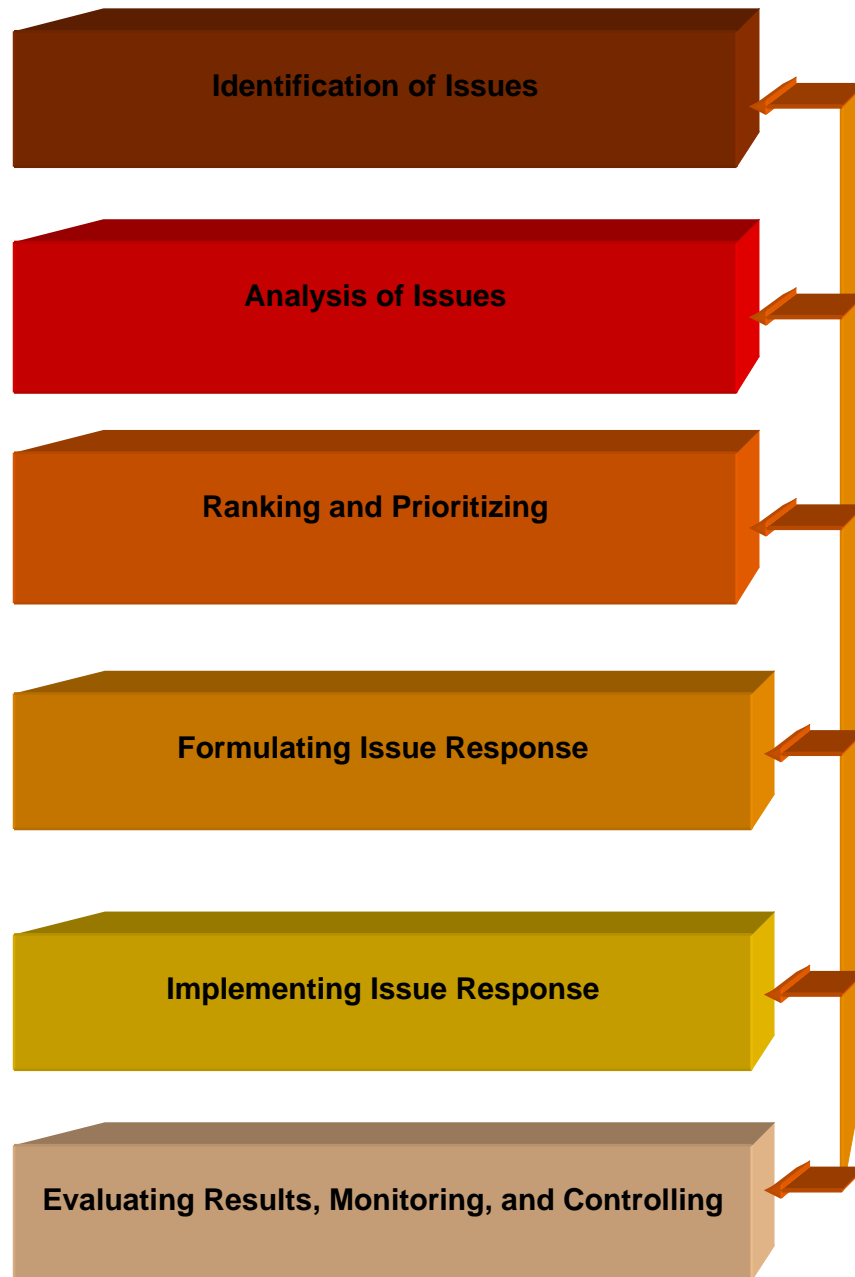 Identification of Issues
Analysis of Issues
Ranking and Prioritizing
Formulating Issue Response
Implementing Issue Response
Evaluating Results, Monitoring, and Controlling